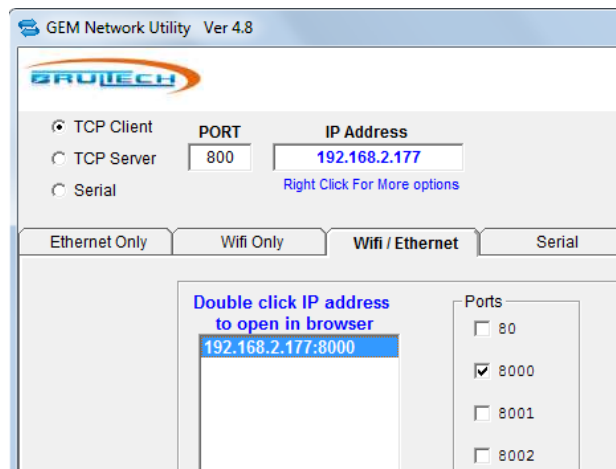 GEM Network Utility Ver 4.8
BRULTECH
TCP Client
PORT
IP Address
TCP Server
800
192.168.2.177
Serial
Right Click For More options
Ethernet Only
Wifi Only
Wifi / Ethernet
Serial
Double click IP address
to open in browser
192.168.2.177:8000
Ports
80
8000
8001
8002